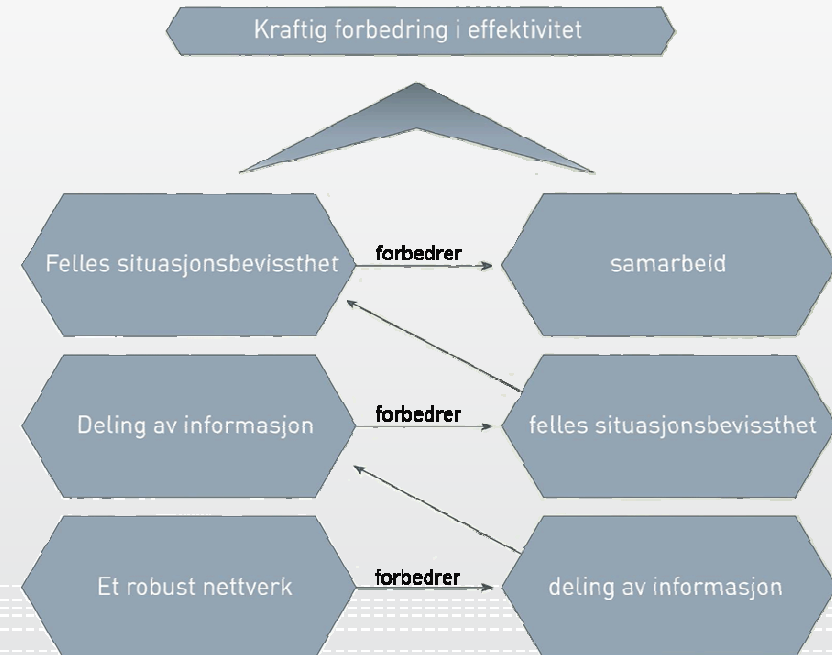 Kraftig forbedring i effektivitet
Felles situasjonsbevissthet
forbedrer
samarbeid
Deling av informasjon
forbedrer
felles situasjonsbevissthet
Et robust nettverk
forbedrer
deling av informasjon